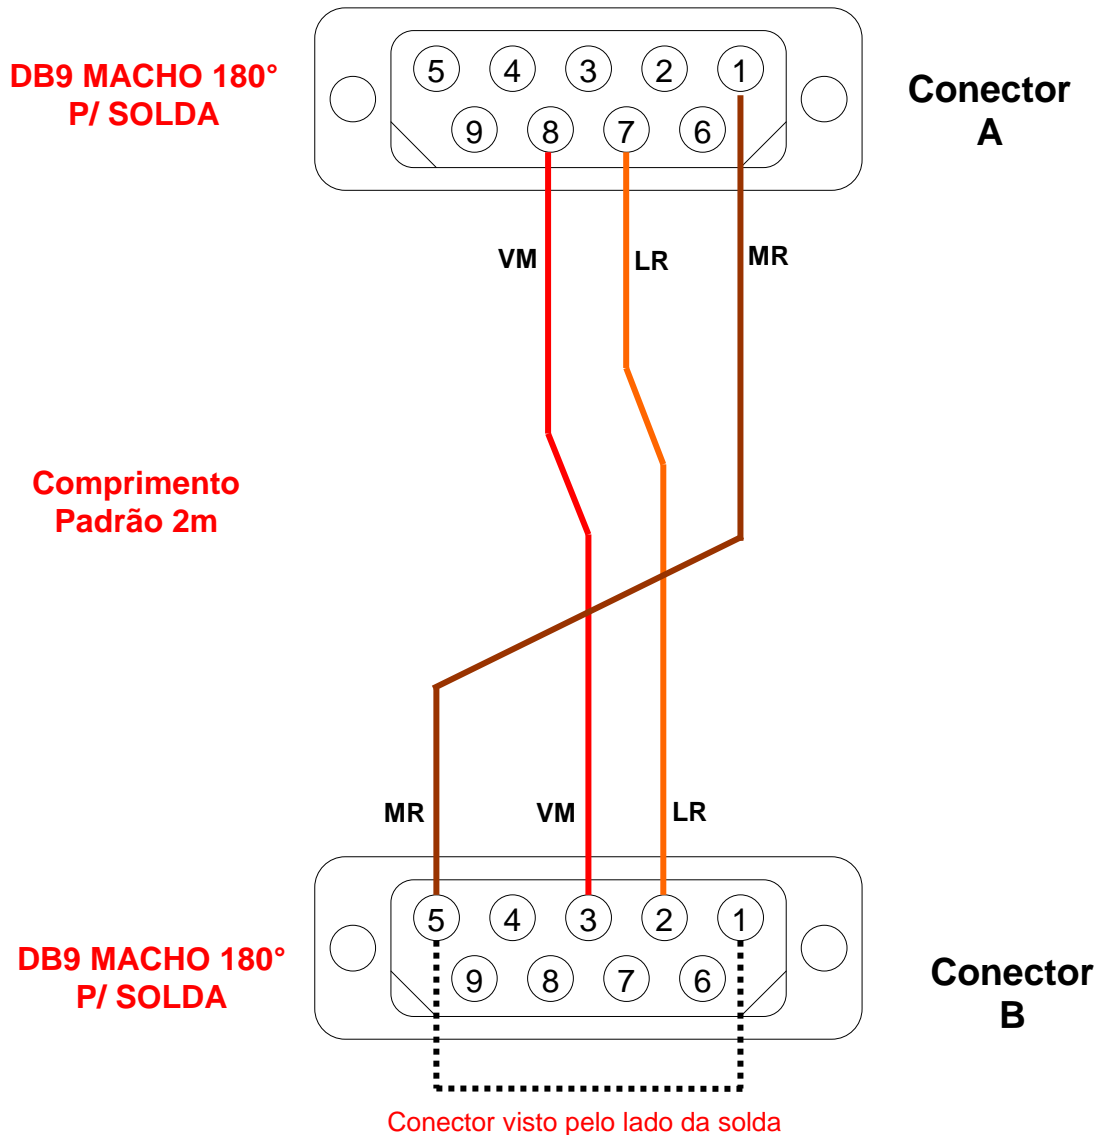 DB9 MACHO 180°
P/ SOLDA
5 4 3 2 1
9 8 7 6
Conector
A
VM LR MR
Comprimento
Padrão 2m
MR VM LR
5 4 3 2 1
9 8 7 6
DB9 MACHO 180°
P/ SOLDA
Conector
B
Conector visto pelo lado da solda